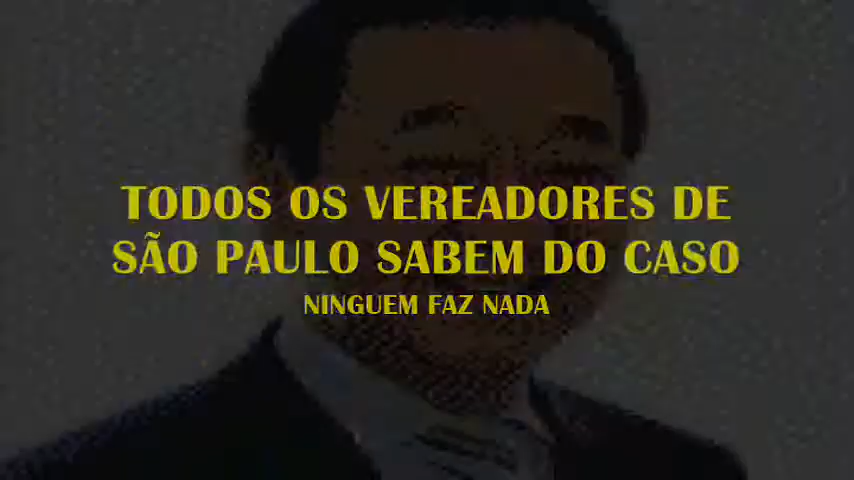 TODOS OS VEREADORES DE
SÃO PAULO SABEM DO CASO
NINGUEM FAZ NADA